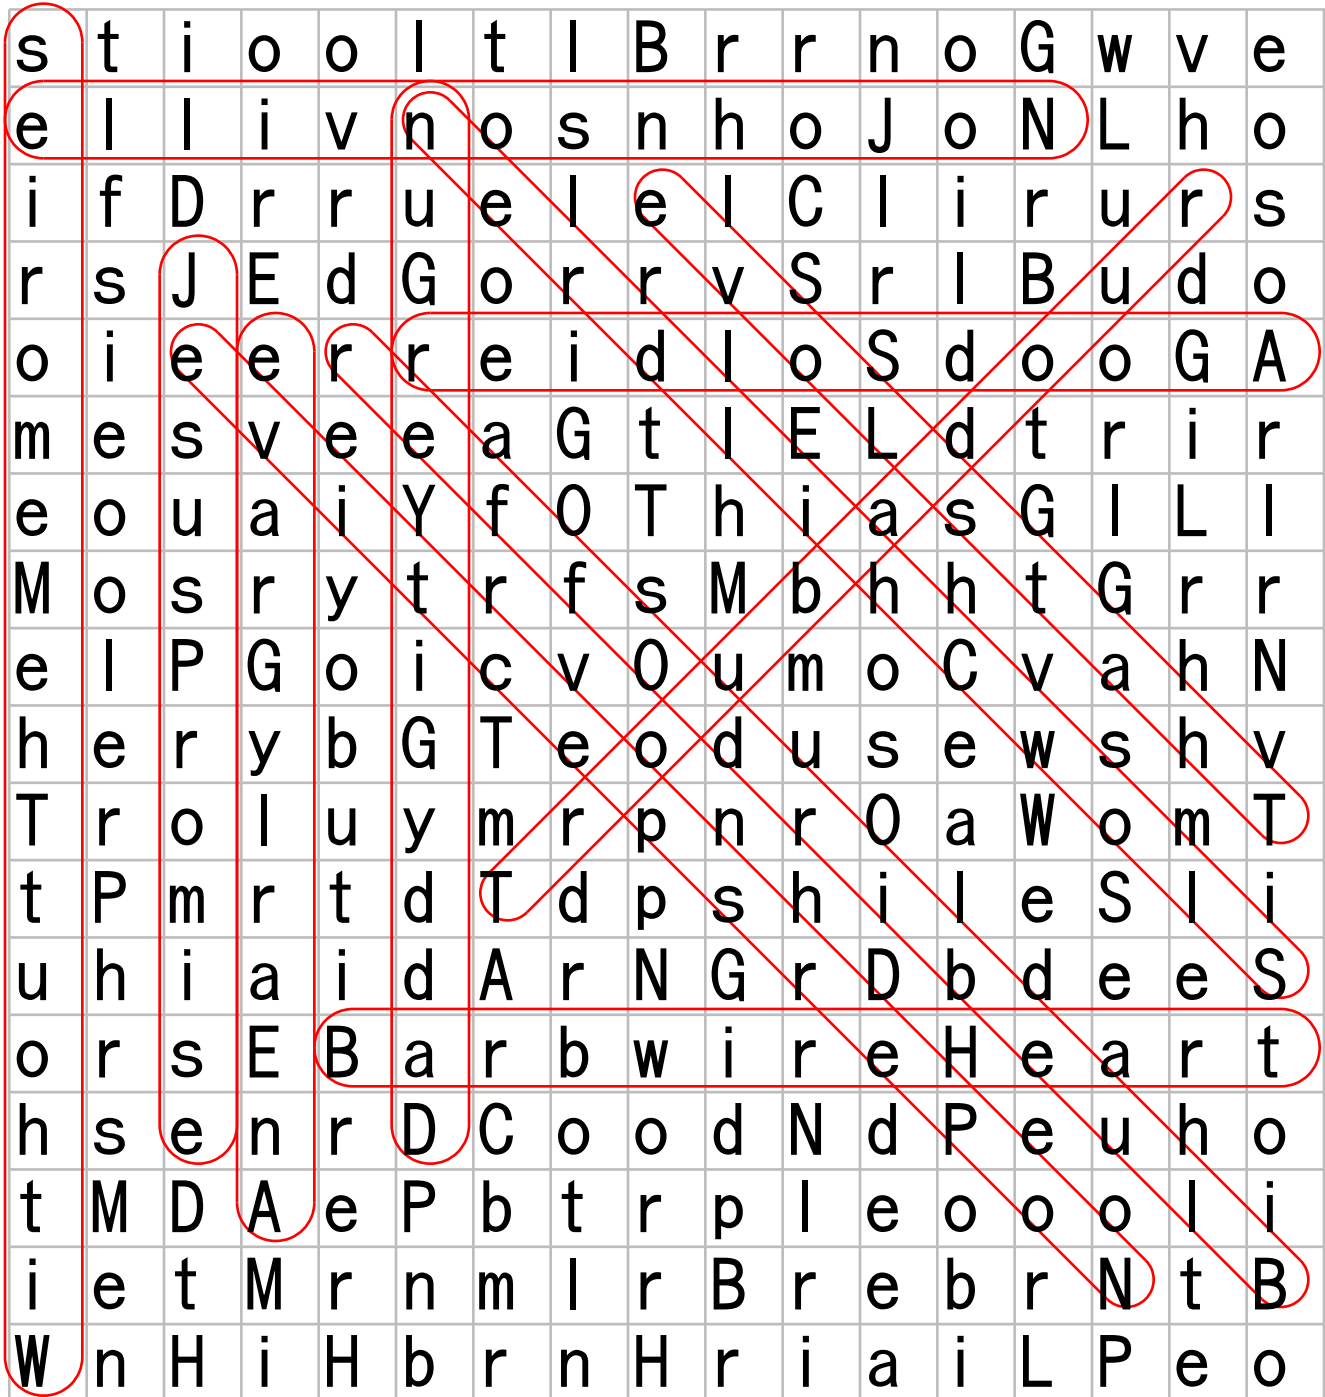 s t i o o l t l B r r n o G w v e
e l l i v n o s n h o J o N L h o
i f D r r u e l e l C l i r u r s
r s J E d G o r r v S r l B u d o
o i e e r r e i d l o S d o o G A
m e s v e e a G t l E L d t r i r
e o u a i Y f O T h i a s G l L l
M o s r y t r f s M b h h t G r r
e l P G o i c v O u m o C v a h N
h e r y b G T e o d u s e w s h v
T r o l u y m r p n r O a W o m T
t P m r t d T d p s h i l e S l i
u h i a i d A r N G r D b d e e S
o r s E B a r b w i r e H e a r t
h s e n r D C o o d N d P e u h o
t M D A e P b t r p l e o o o l i
i e t M r n m l r B r e b r N t B
W n H i H b r n H r i a i L P e o